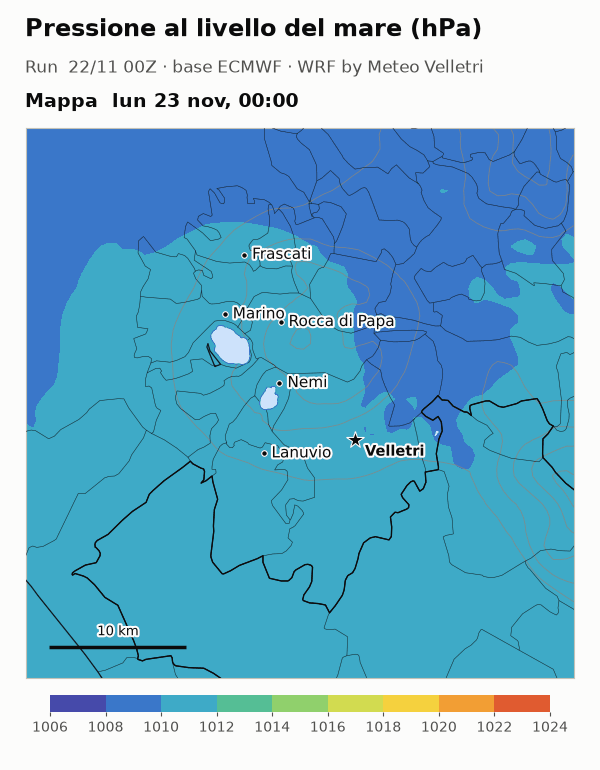 Pressione al livello del mare (hPa)
Run  22/11 00Z · base ECMWF · WRF by Meteo Velletri
Mappa  lun 23 nov, 00:00
Frascati
Marino
Rocca di Papa
Nemi
Velletri
Lanuvio
10 km
1006 1008 1010 1012 1014 1016 1018 1020 1022 1024